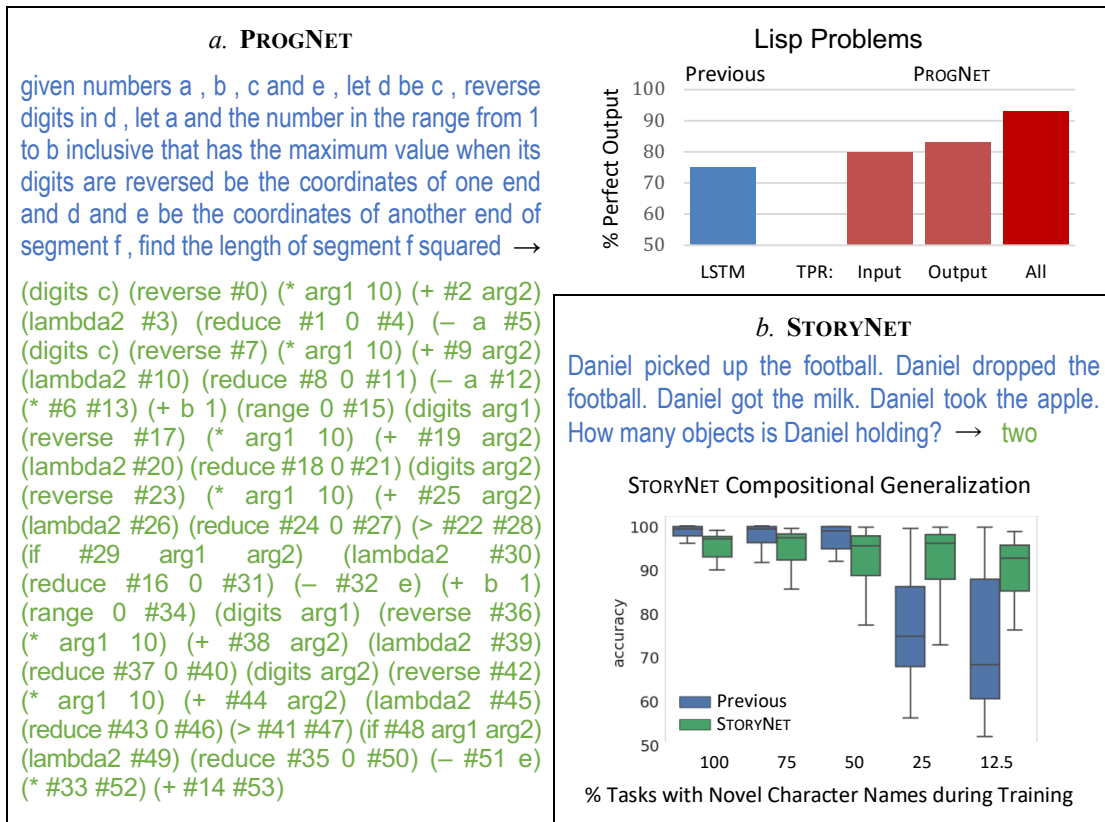 a. PROGNET
given numbers a , b , c and e , let d be c , reverse
digits in d , let a and the number in the range from 1
to b inclusive that has the maximum value when its
digits are reversed be the coordinates of one end
and d and e be the coordinates of another end of
segment f , find the length of segment f squared →
(digits c) (reverse #0) (* arg1 10) (+ #2 arg2)
(lambda2 #3) (reduce #1 0 #4) (– a #5)
(digits c) (reverse #7) (* arg1 10) (+ #9 arg2)
(lambda2 #10) (reduce #8 0 #11) (– a #12)
(* #6 #13) (+ b 1) (range 0 #15) (digits arg1)
(reverse #17) (* arg1 10) (+ #19 arg2)
(lambda2 #20) (reduce #18 0 #21) (digits arg2)
(reverse #23) (* arg1 10) (+ #25 arg2)
(lambda2 #26) (reduce #24 0 #27) (> #22 #28)
(if #29 arg1 arg2) (lambda2 #30)
(reduce #16 0 #31) (– #32 e) (+ b 1)
(range 0 #34) (digits arg1) (reverse #36)
(* arg1 10) (+ #38 arg2) (lambda2 #39)
(reduce #37 0 #40) (digits arg2) (reverse #42)
(* arg1 10) (+ #44 arg2) (lambda2 #45)
(reduce #43 0 #46) (> #41 #47) (if #48 arg1 arg2)
(lambda2 #49) (reduce #35 0 #50) (– #51 e)
(* #33 #52) (+ #14 #53)
Lisp Problems
Previous PROGNET
% Perfect Output
100
90
80
70
60
50
LSTM TPR: Input Output All
b. STORYNET
Daniel picked up the football. Daniel dropped the
football. Daniel got the milk. Daniel took the apple.
How many objects is Daniel holding? → two
STORYNET Compositional Generalization
accuracy
100
90
80
70
60
50
Previous
STORYNET
100 75 50 25 12.5
% Tasks with Novel Character Names during Training